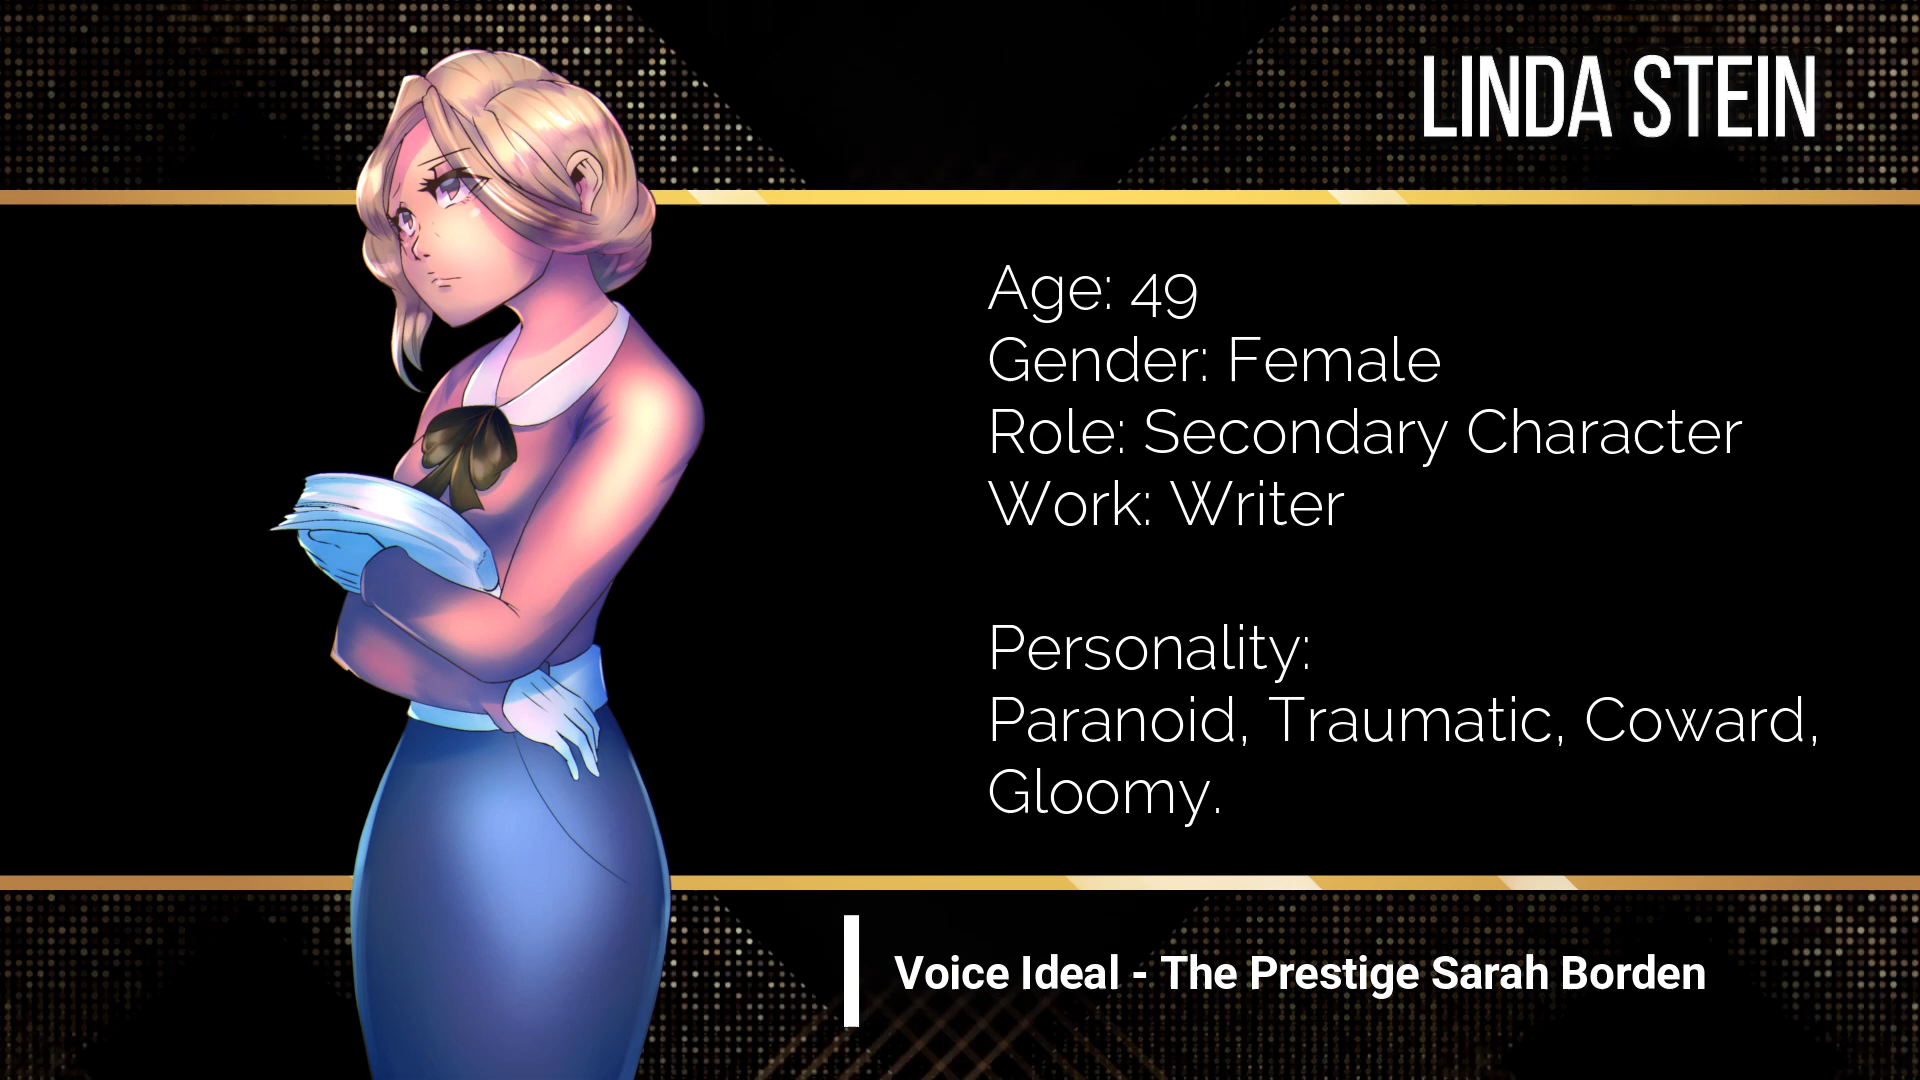 LINDA STEIN
Age: 49
Gender: Female
Role: Secondary Character
Work: Writer
Personality:
Paranoid, Traumatic, Coward,
Gloomy.
Voice Ideal - The Prestige Sarah Borden